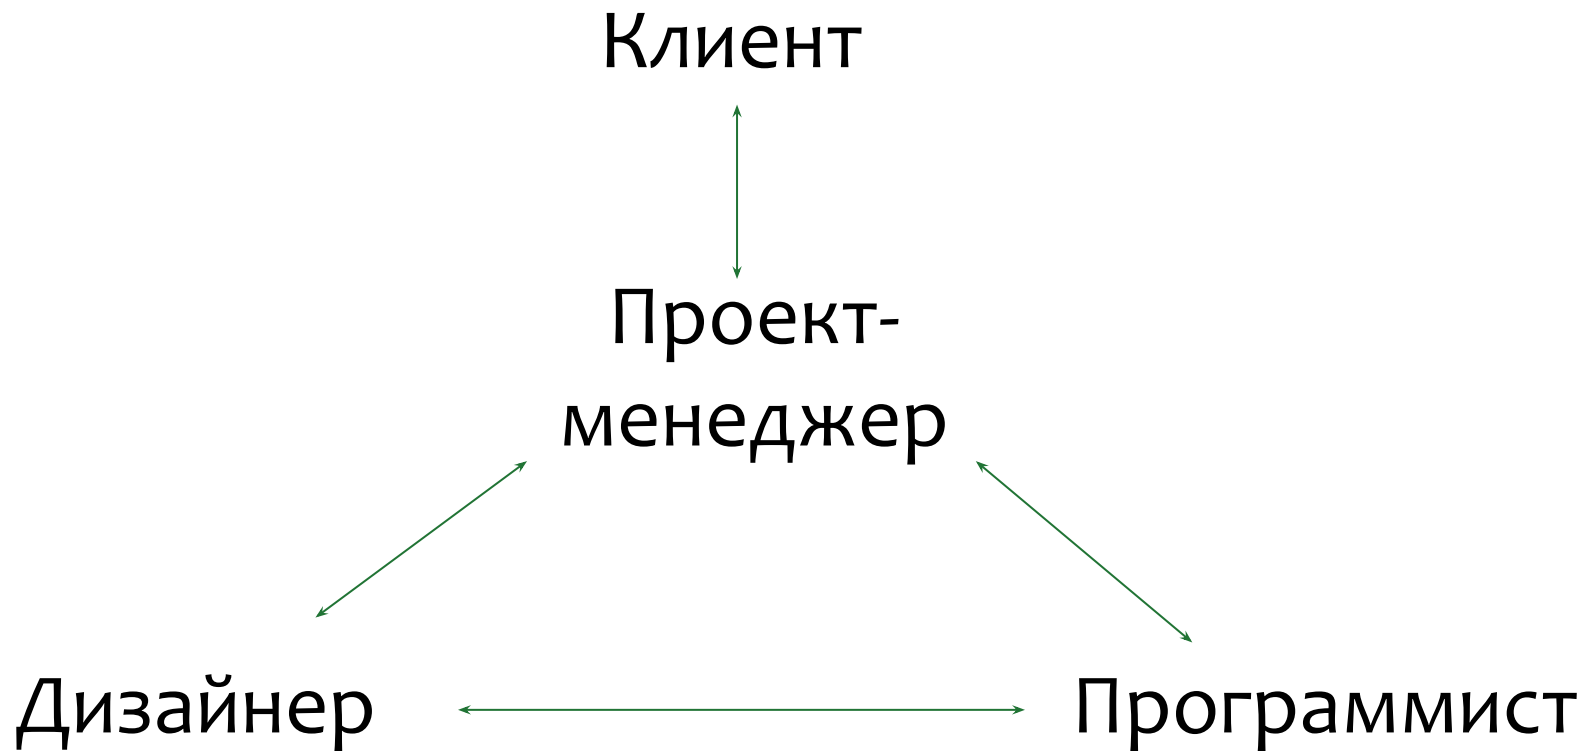 Клиент
Проект-
менеджер
Дизайнер
Программист